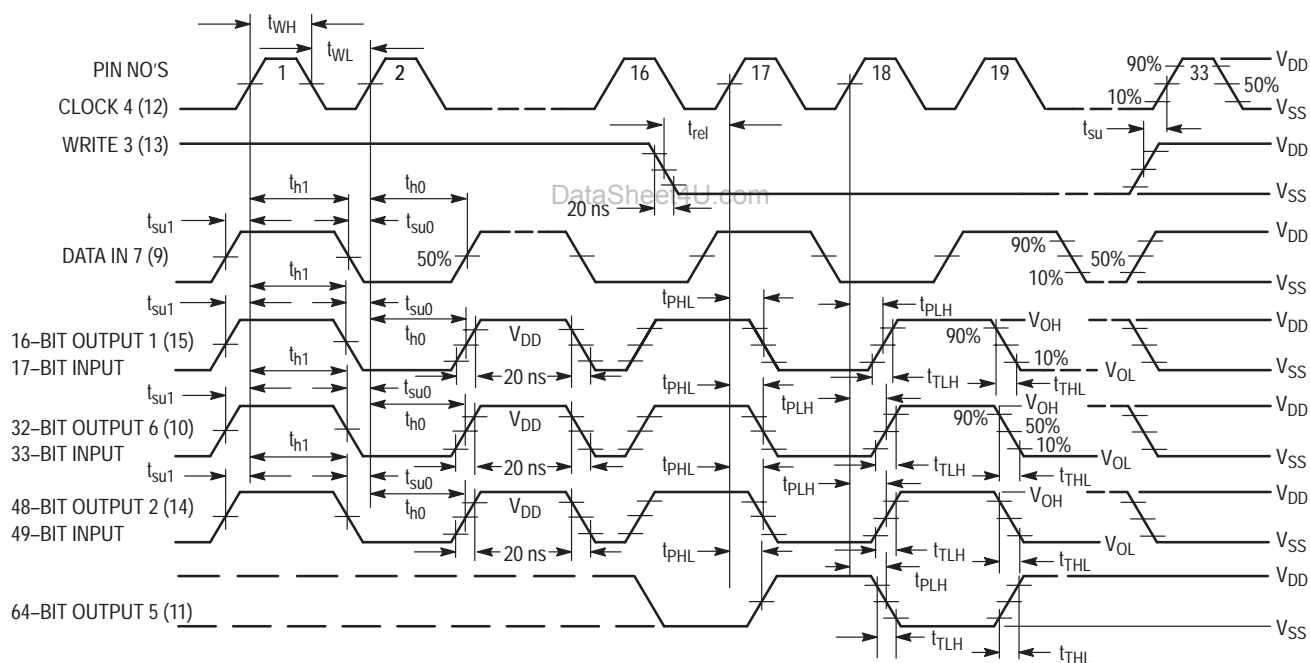 tWH
tWL
PIN NO'S
1 2 16 17 18 19 33
90% 50% 10%
VDD
CLOCK 4 (12)
VSS
trel
tsu
WRITE 3 (13)
VDD
VSS
DataSheet4U.com
20 ns
th1 th0
tsu1 tsu0
DATA IN 7 (9)
50% 90% 50% 10%
VDD
VSS
th1
tsu1 tsu0
tPHL tPLH
16–BIT OUTPUT 1 (15)
th0 VDD 90% VOH VDD
17–BIT INPUT
th1 20 ns 10% VOL VSS
tsu1 tsu0
tPHL tPLH tTLH tTHL
32–BIT OUTPUT 6 (10)
th0 VDD 90% VOH 50% VDD
33–BIT INPUT
th1 20 ns 10% VOL VSS
tsu1 tsu0
tPHL tPLH tTLH tTHL
48–BIT OUTPUT 2 (14)
th0 VDD VOH VDD
49–BIT INPUT
20 ns VOL VSS
tPHL tPLH tTLH tTHL
VDD
64–BIT OUTPUT 5 (11)
VSS
tTLH tTHL